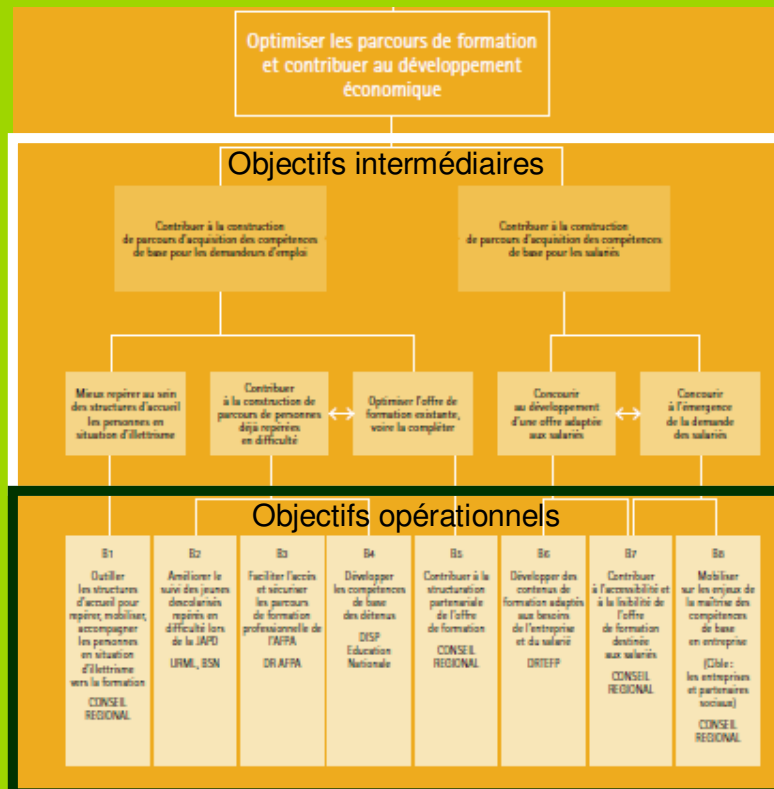 Optimiser les parcours de formation
et contribuer au développement
économique
Objectifs intermédiaires
Contribuer à la construction
de parcours d'acquisition des compétences
de base pour les demandeurs d'emploi
Contribuer à la construction
de parcours d'acquisition des compétences
de base pour les salariés
Mieux repérer au sein
des structures d'accueil
les personnes en
situation d'illettrisme
Contribuer
à la construction de
parcours de personnes
déjà repérées
en difficulté
Optimiser l'offre de
formation existante,
voire la compléter
Concourir
au développement
d'une offre adaptée
aux salariés
Concourir
à l'émergence
de la demande
des salariés
Objectifs opérationnels
B1
Outiller
les structures
d'accueil pour
repérer, mobiliser,
accompagner
les personnes
en situation
d'illettrisme
vers la formation
CONSEIL
REGIONAL
B2
Améliorer le
suivi des jeunes
descolarisés
repérés en
difficulté lors
de la JAPD
URML, BSN
B3
Faciliter l'accès
et sécuriser
les parcours
de formation
professionnelle de
l'AFPA
DR AFPA
B4
Développer
les compétences
de base
des détenus
DISP
Education
Nationale
B5
Contribuer à la
structuration
partenariale
de l'offre
de formation
CONSEIL
REGIONAL
B6
Développer des
contenus de
formation adaptés
aux besoins
de l'entreprise
et du salarié
DRTEFP
B7
Contribuer
à l'accessibilité et
à la lisibilité de
l'offre
de formation
destinée
aux salariés
CONSEIL
REGIONAL
B8
Mobiliser
sur les enjeux de
la maîtrise des
compétences
de base
en entreprise
(Cible :
les entreprises
et partenaires
sociaux)
CONSEIL
REGIONAL